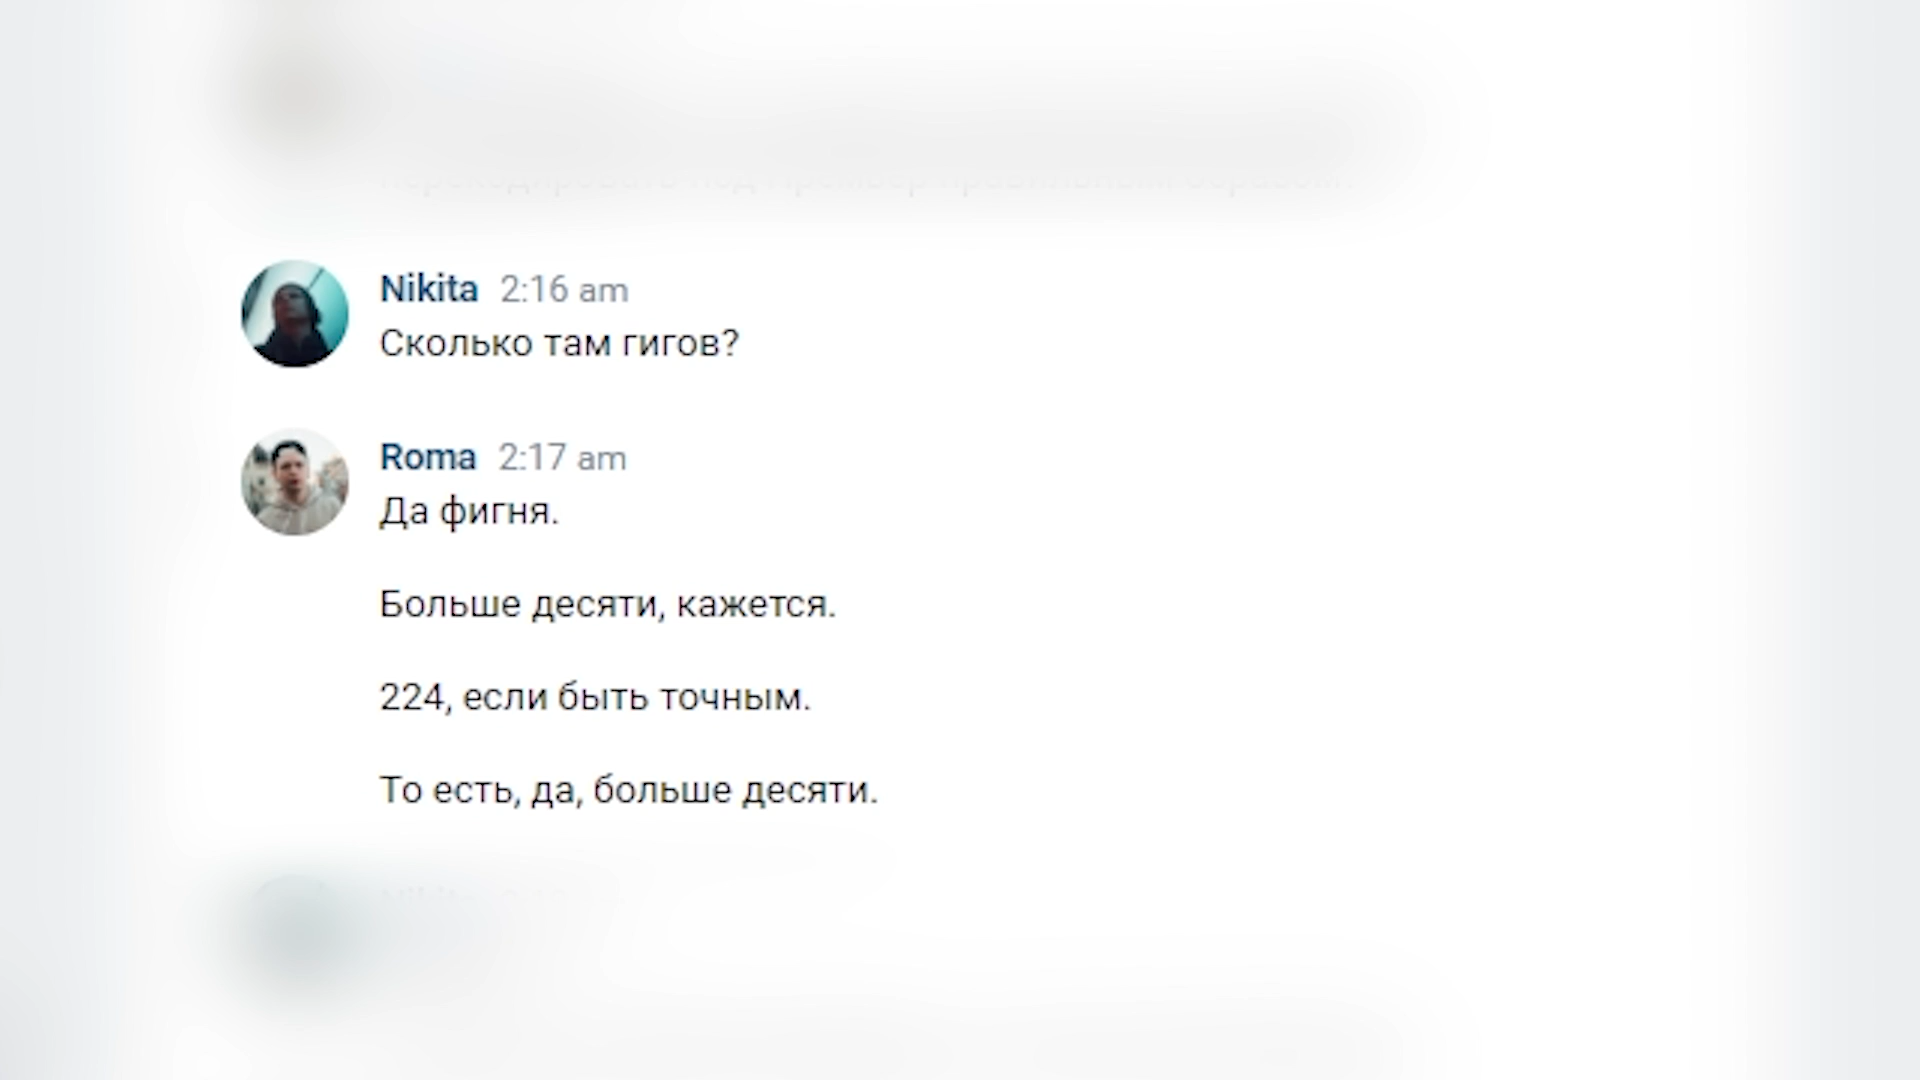 Nikita 2:16 am
Сколько там гигов?
Roma 2:17 am
Да фигня.
Больше десяти, кажется.
224, если быть точным.
То есть, да, больше десяти.